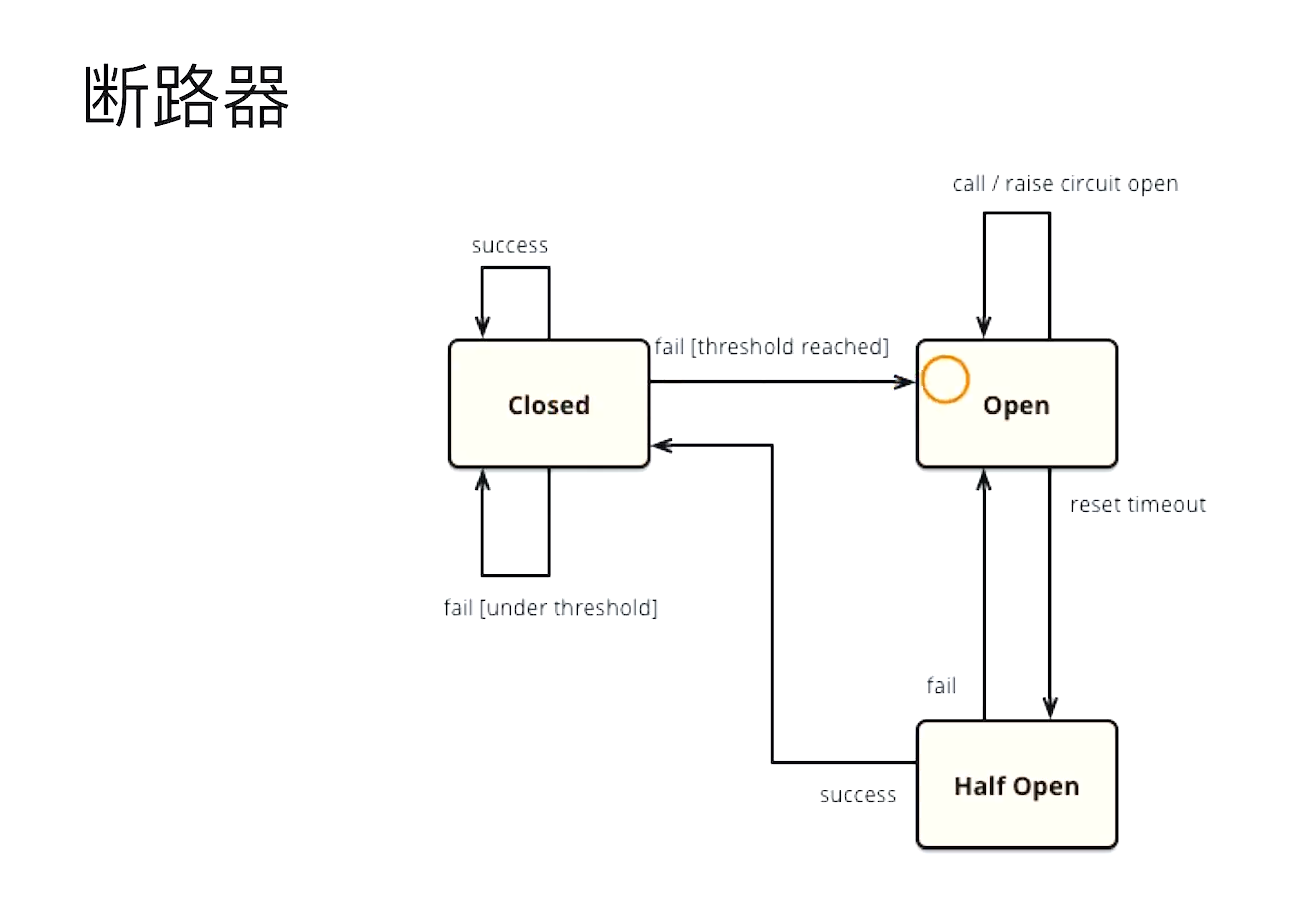 断路器
call / raise circuit open
success
fail [threshold reached]
Closed
Open
reset timeout
fail [under threshold]
fail
Half Open
success